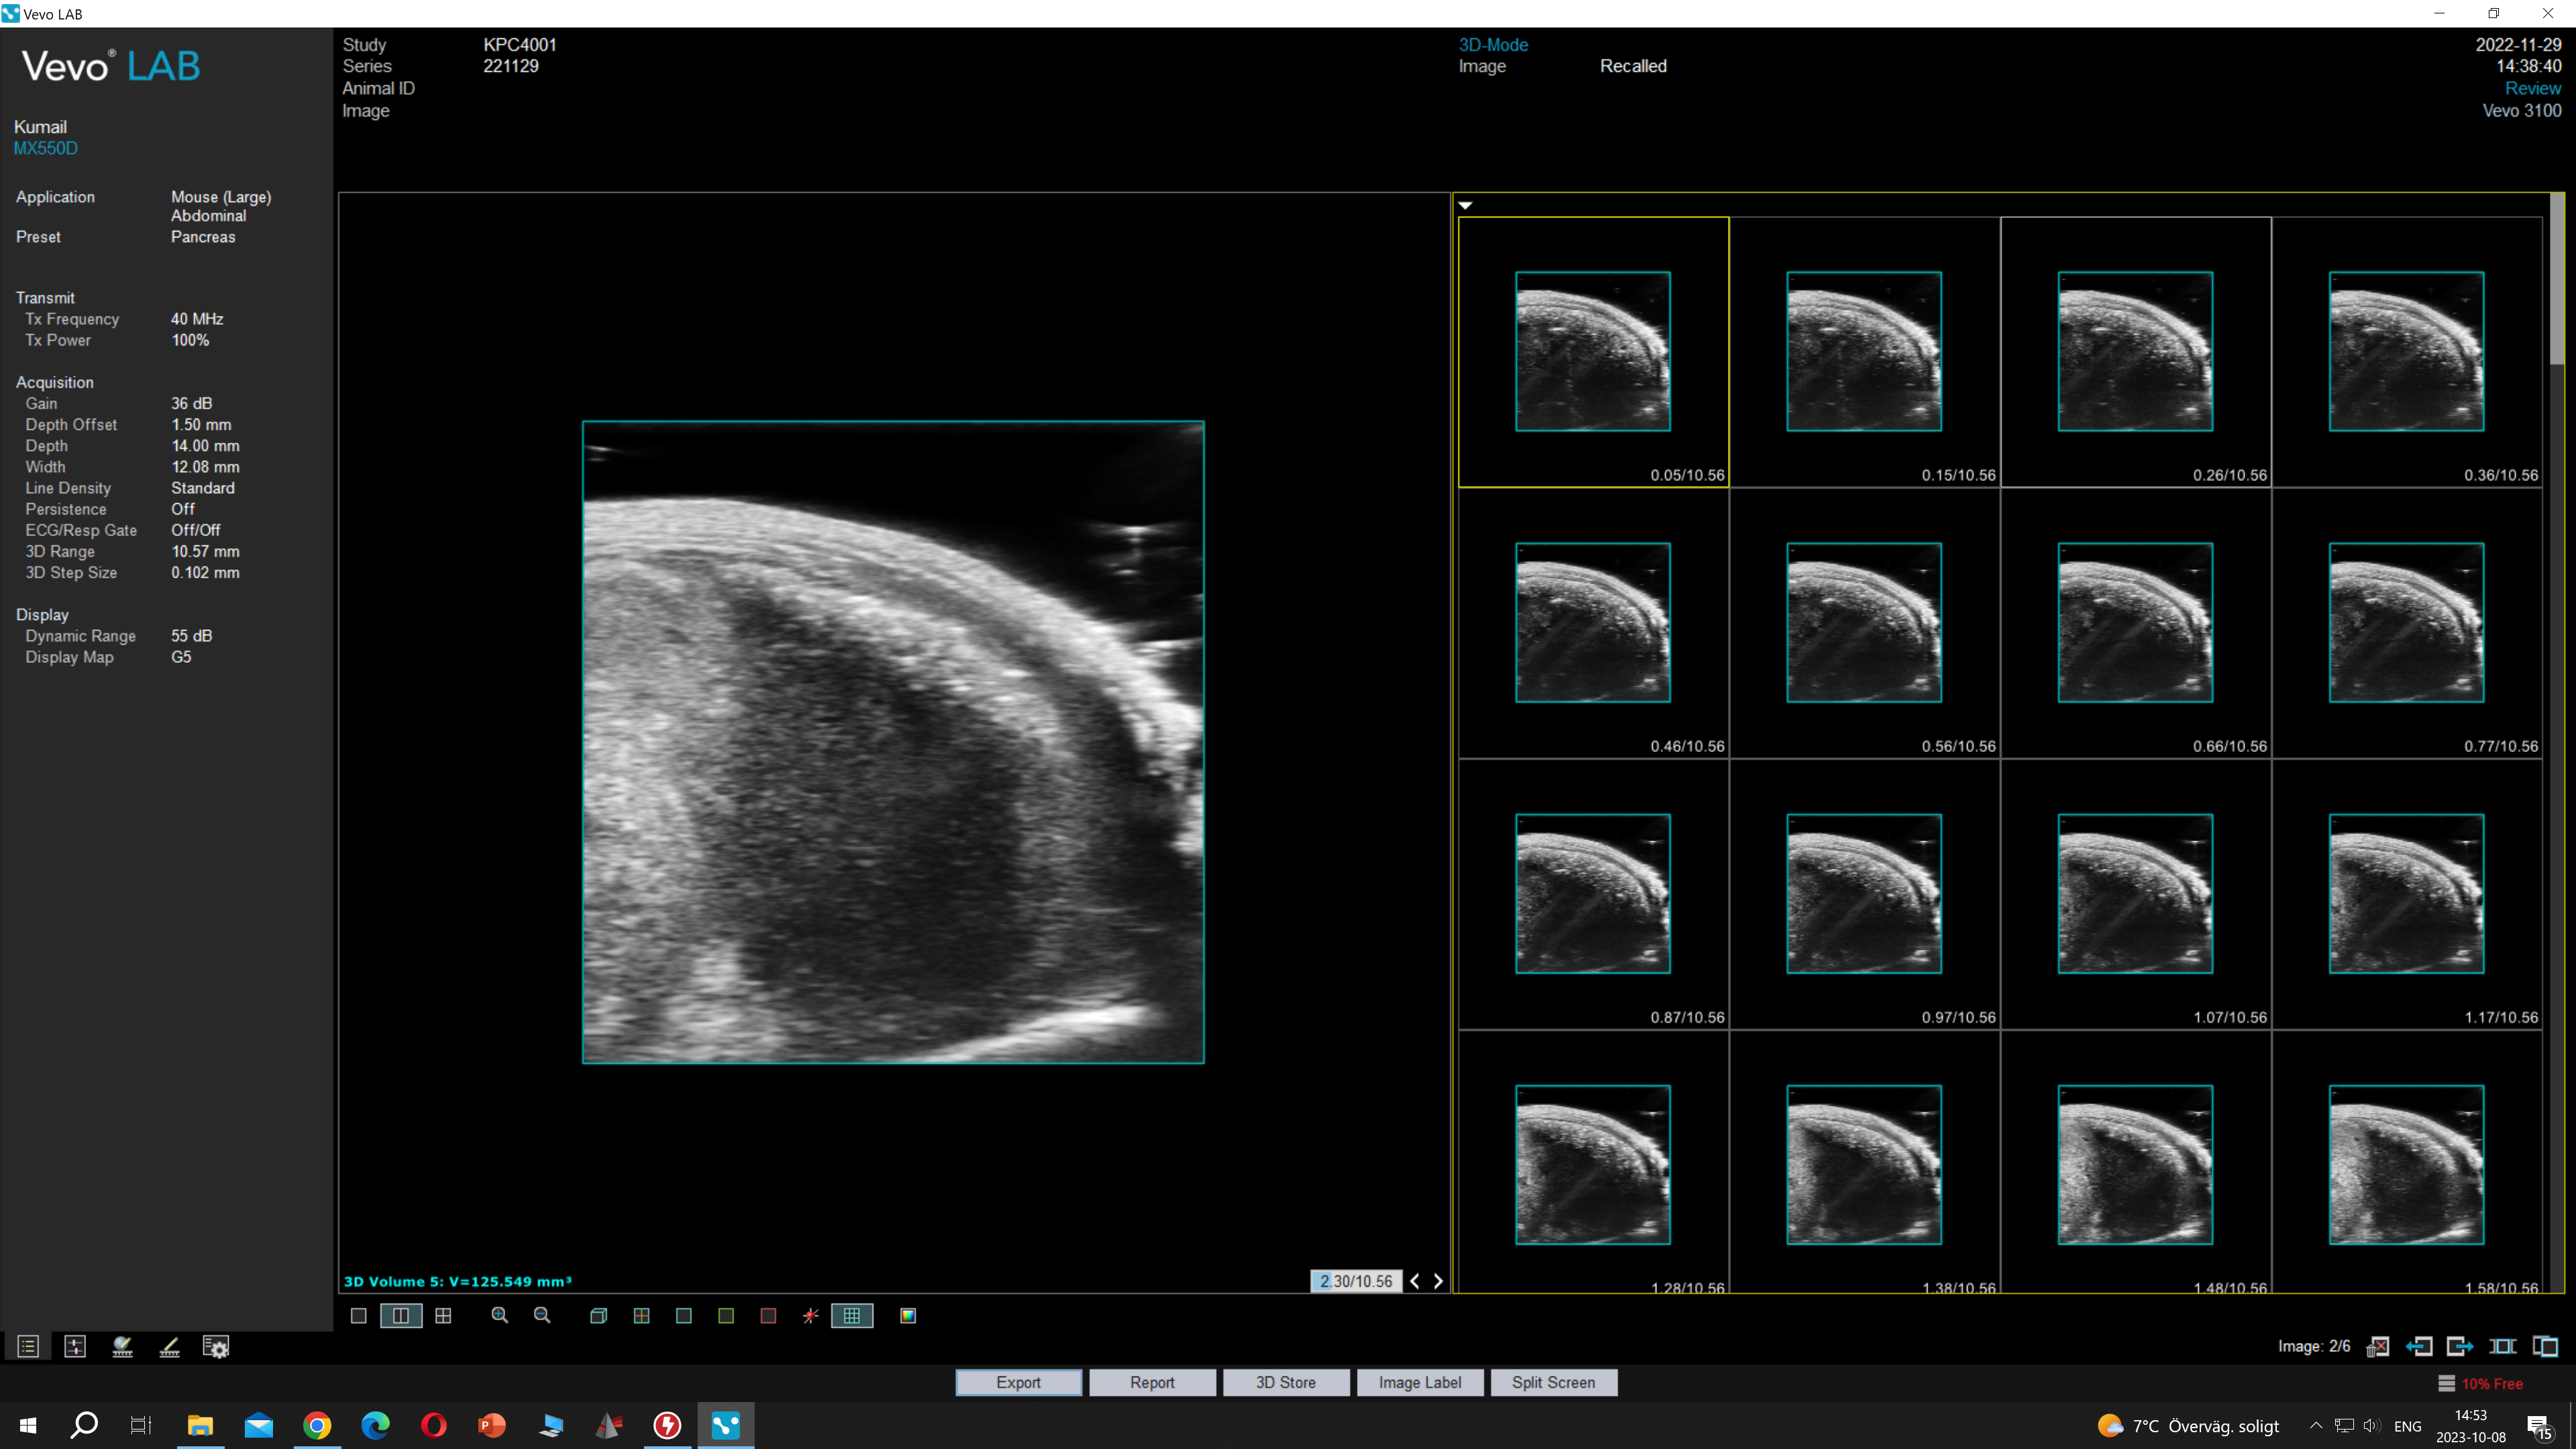 Vevo LAB
Vevo® LAB
Study KPC4001
Series 221129
Animal ID
Image
3D-Mode
Image Recalled
2022-11-29
14:38:40
Review
Vevo 3100
Kumail
MX550D
Application Mouse (Large)
Abdominal
Preset Pancreas
Transmit
Tx Frequency 40 MHz
Tx Power 100%
Acquisition
Gain 36 dB
Depth Offset 1.50 mm
Depth 14.00 mm
Width 12.08 mm
Line Density Standard
Persistence Off
ECG/Resp Gate Off/Off
3D Range 10.57 mm
3D Step Size 0.102 mm
Display
Dynamic Range 55 dB
Display Map G5
3D Volume 5: V=125.549 mm³
2.30/10.56
0.05/10.56 0.15/10.56 0.26/10.56 0.36/10.56
0.46/10.56 0.56/10.56 0.66/10.56 0.77/10.56
0.87/10.56 0.97/10.56 1.07/10.56 1.17/10.56
1.28/10.56 1.38/10.56 1.48/10.56 1.58/10.56
Image: 2/6
Export Report 3D Store Image Label Split Screen
10% Free
7°C Överväg. soligt
ENG
14:53
2023-10-08
15